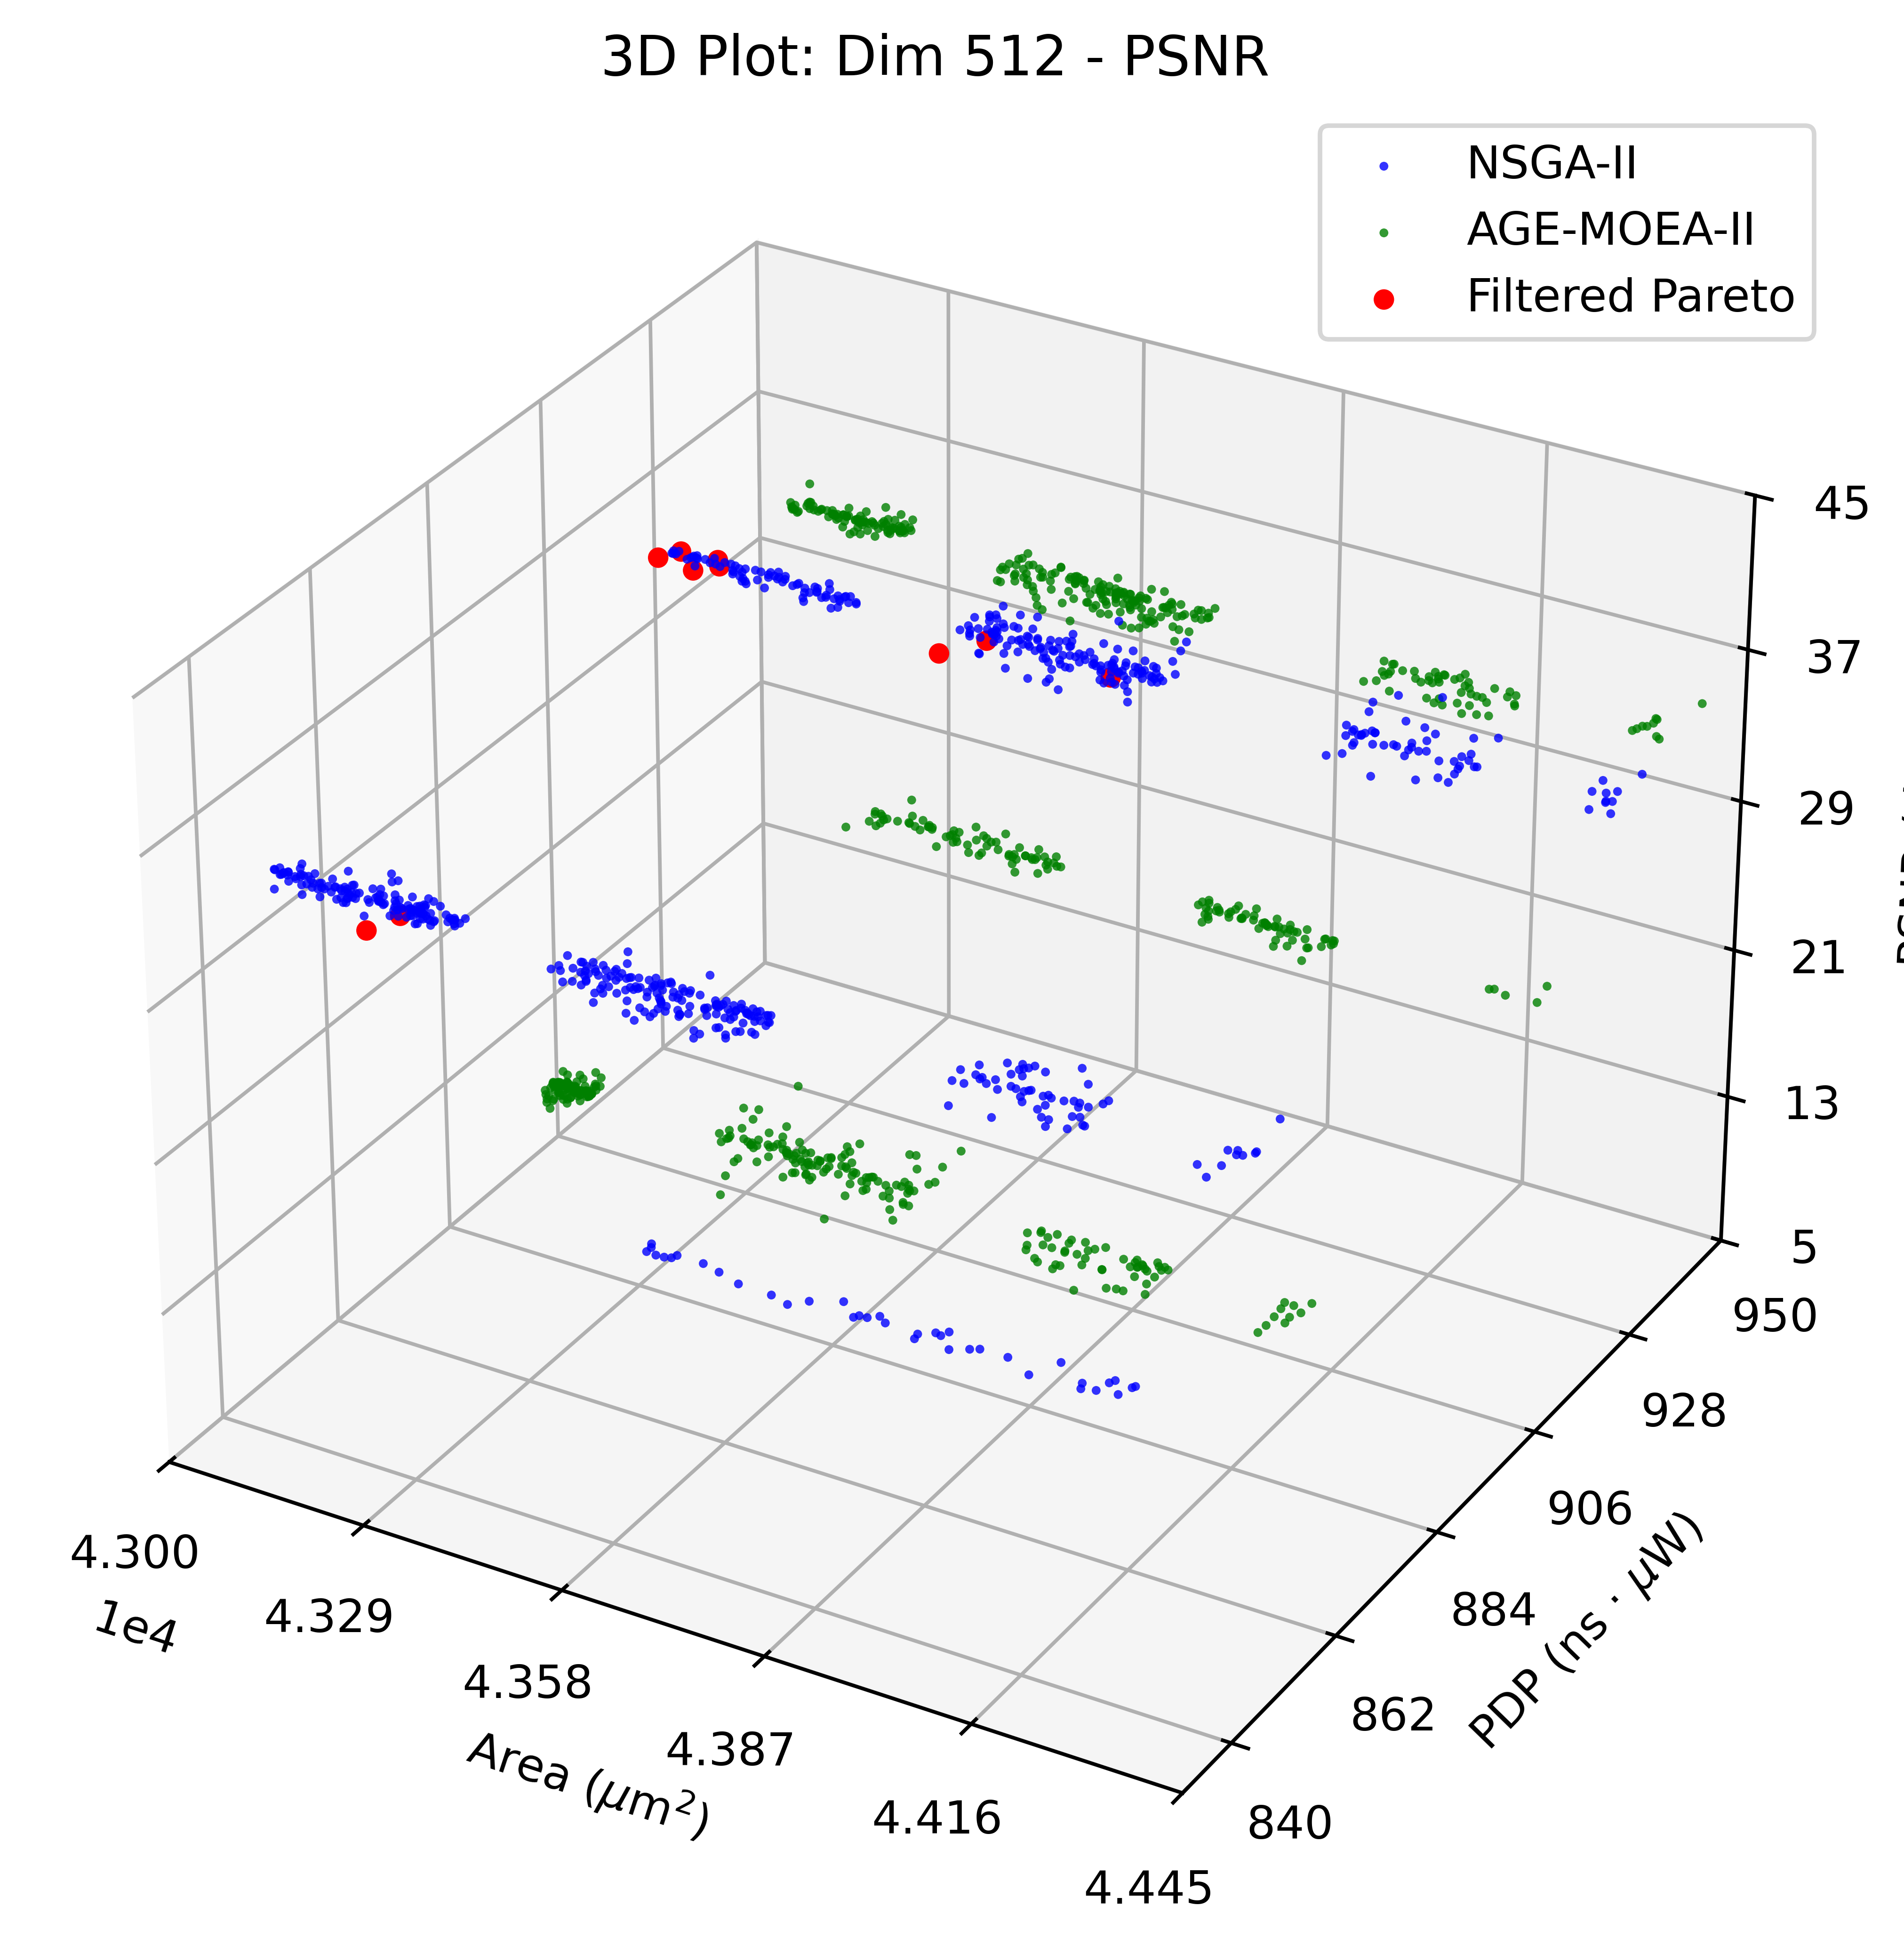 3D Plot: Dim 512 - PSNR
NSGA-II
AGE-MOEA-II
Filtered Pareto
45
37
29
21
13
5
950
928
906
884
862
840
PDP (ns · μW)
4.300
4.329
4.358
4.387
4.416
4.445
1e4
Area (μm²)